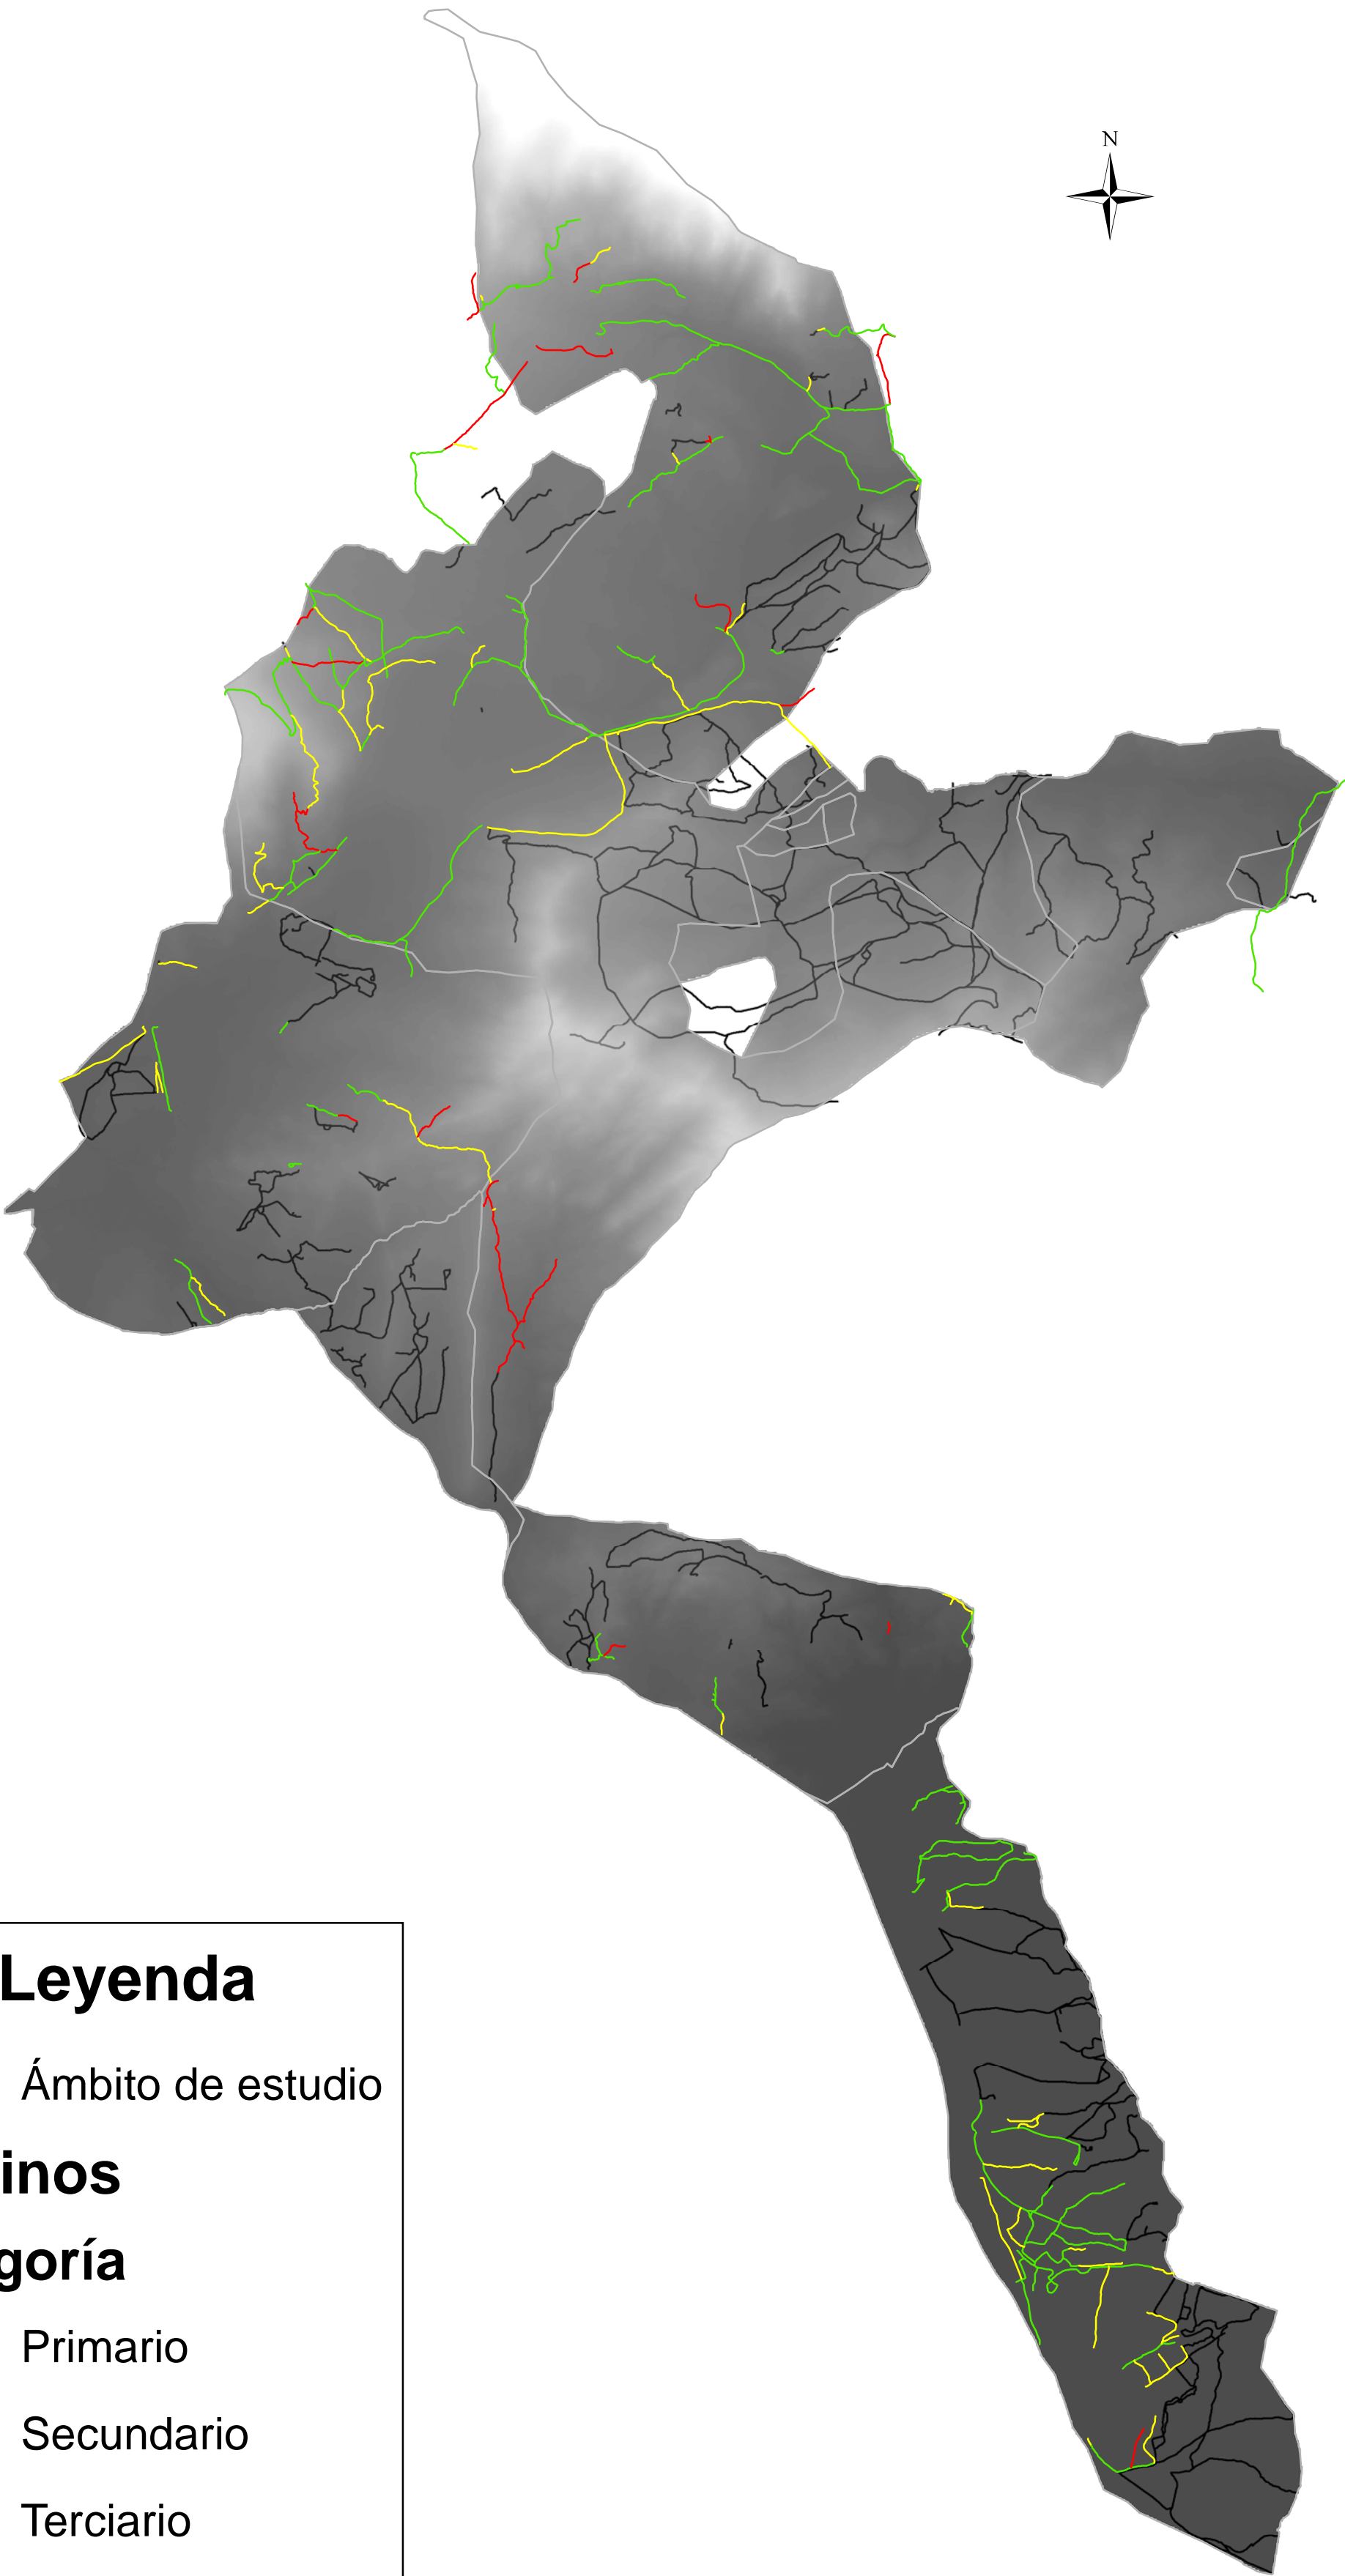 N
Leyenda
Ámbito de estudio
inos
goría
Primario
Secundario
Terciario